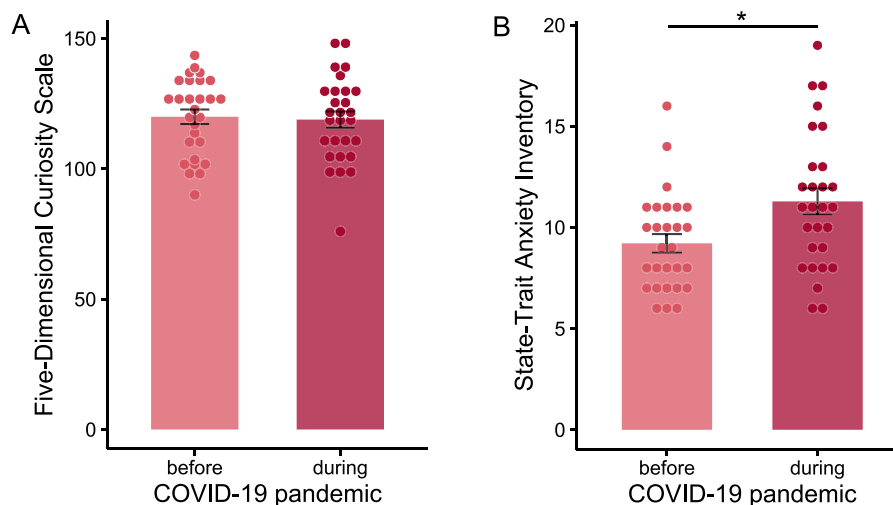 A
Five-Dimensional Curiosity Scale
150
100
50
0
before during
COVID-19 pandemic
B
*
State-Trait Anxiety Inventory
20
15
10
5
0
before during
COVID-19 pandemic